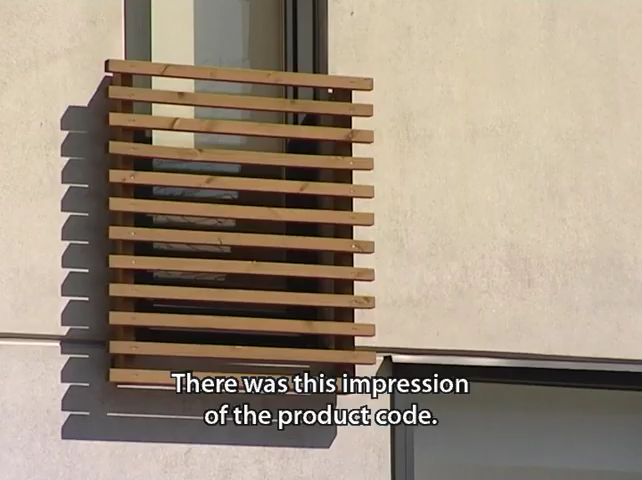 There was this impression
of the product code.